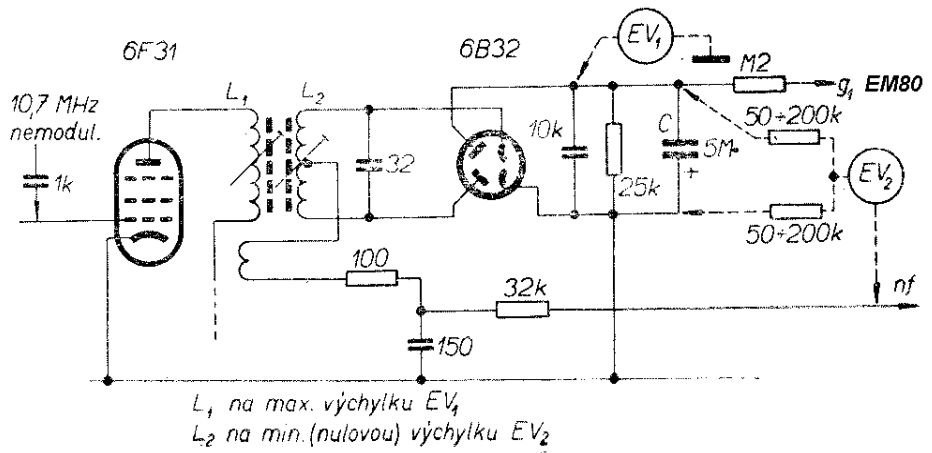 6F31
6B32
EV1
M2
g1 EM80
10,7 MHz
nemodul.
1k
L1
L2
32
10k
25k
C
5M
+
50÷200k
EV2
50÷200k
100
32k
nf
150
L1 na max. výchylku EV1
L2 na min. (nulovou) výchylku EV2